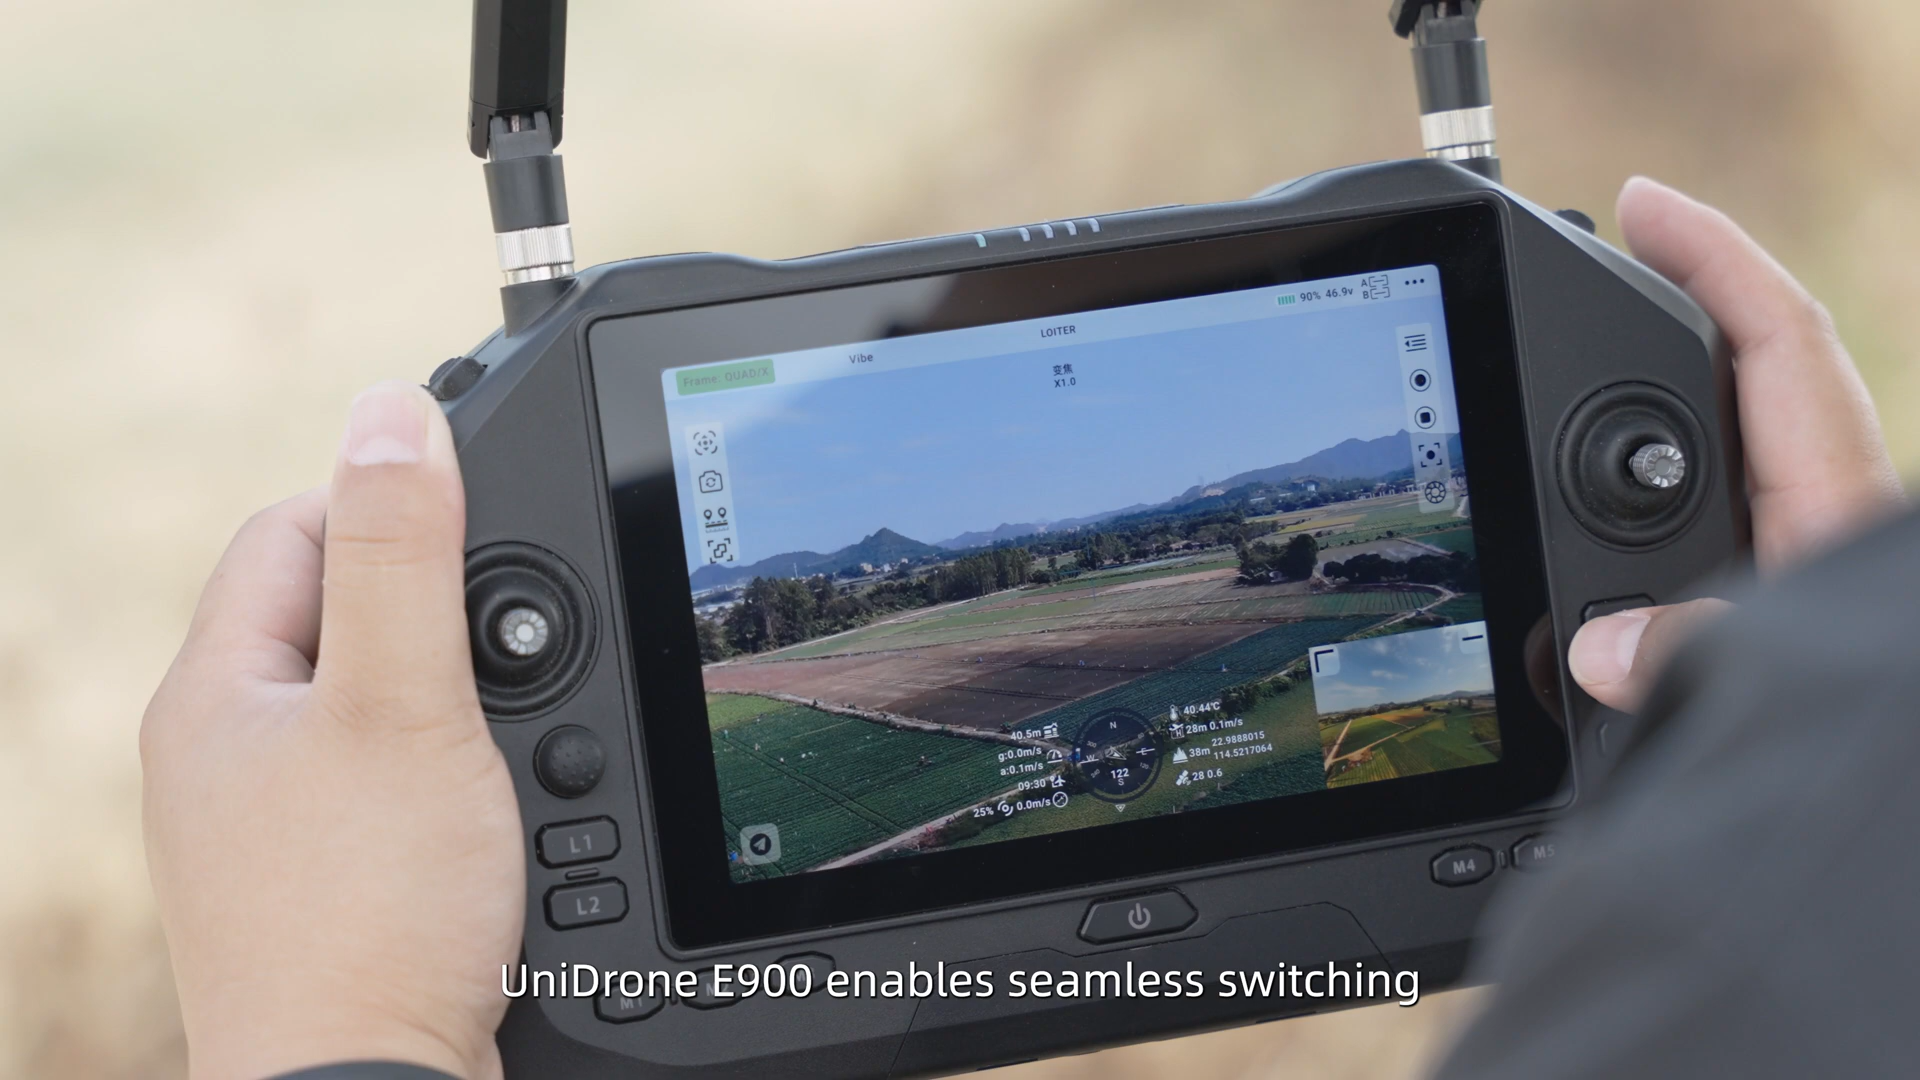 90% 46.9v A
B
LOITER
Vibe
Frame: QUAD/X
变焦
X1.0
40.5m
g:0.0m/s
a:0.1m/s
09:30
25% 0.0m/s
N
W
122
S
40.44℃
28m 0.1m/s
38m 22.9888015
114.5217064
28 0.6
L1
L2
M4
M5
M1
UniDrone E900 enables seamless switching